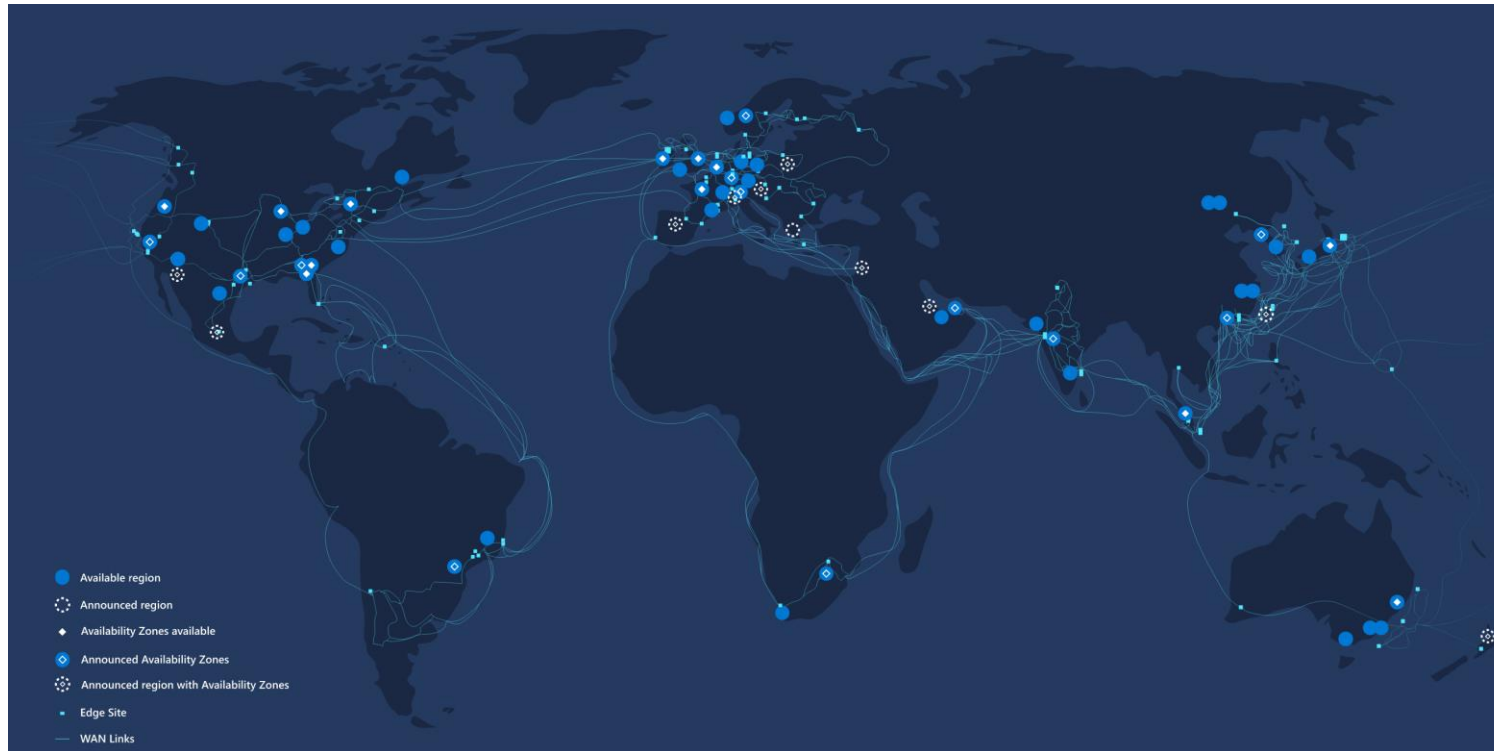 Available region
Announced region
Availability Zones available
Announced Availability Zones
Announced region with Availability Zones
Edge Site
WAN Links